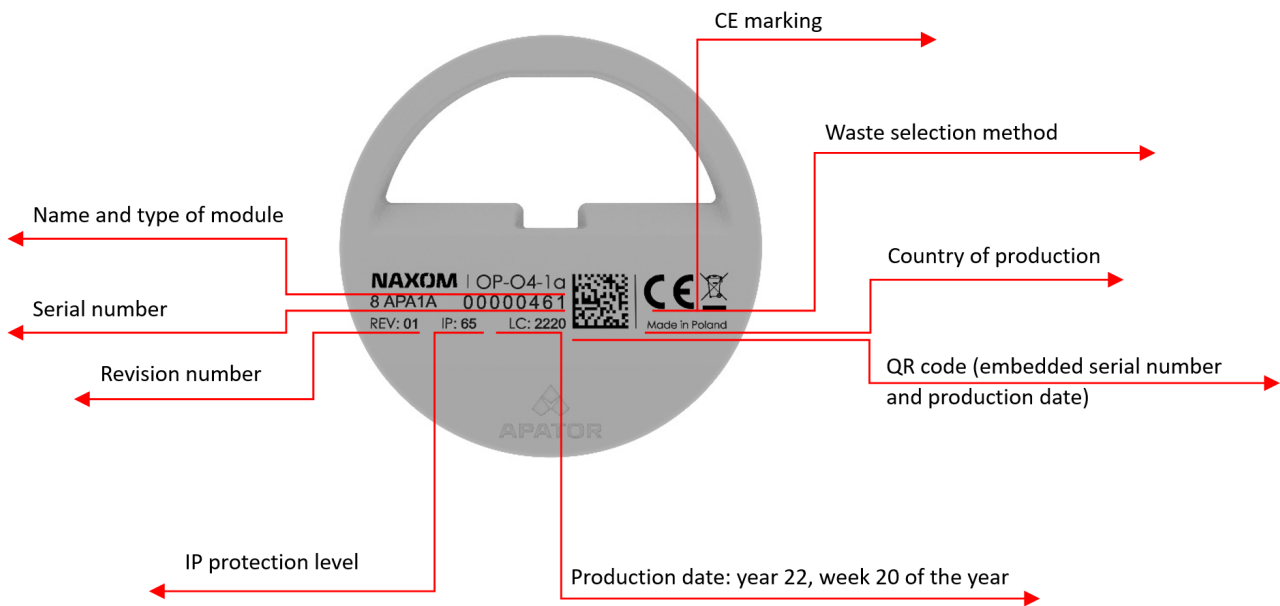 CE marking
Waste selection method
Name and type of module
Country of production
NAXOM | OP-O4-1a
8 APA1A 00000461
CE
Serial number
REV: 01 IP: 65 LC: 2220
Made in Poland
Revision number
QR code (embedded serial number
and production date)
APATOR
IP protection level
Production date: year 22, week 20 of the year